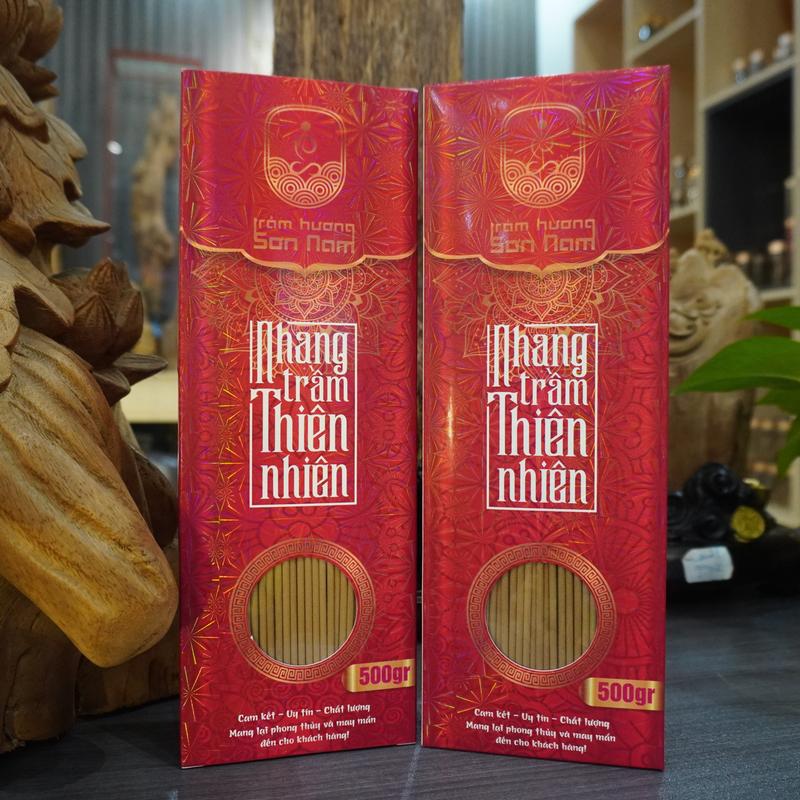 trầm hương
Sơn Nam
Nhang
trầm
Thiên
nhiên
500gr
Cam kết – Uy tín – Chất lượng
Mang lại phong thủy và may mắn
đến cho khách hàng!
trầm hương
Sơn Nam
Nhang
trầm
Thiên
nhiên
500gr
Cam kết – Uy tín – Chất lượng
Mang lại phong thủy và may mắn
đến cho khách hàng!